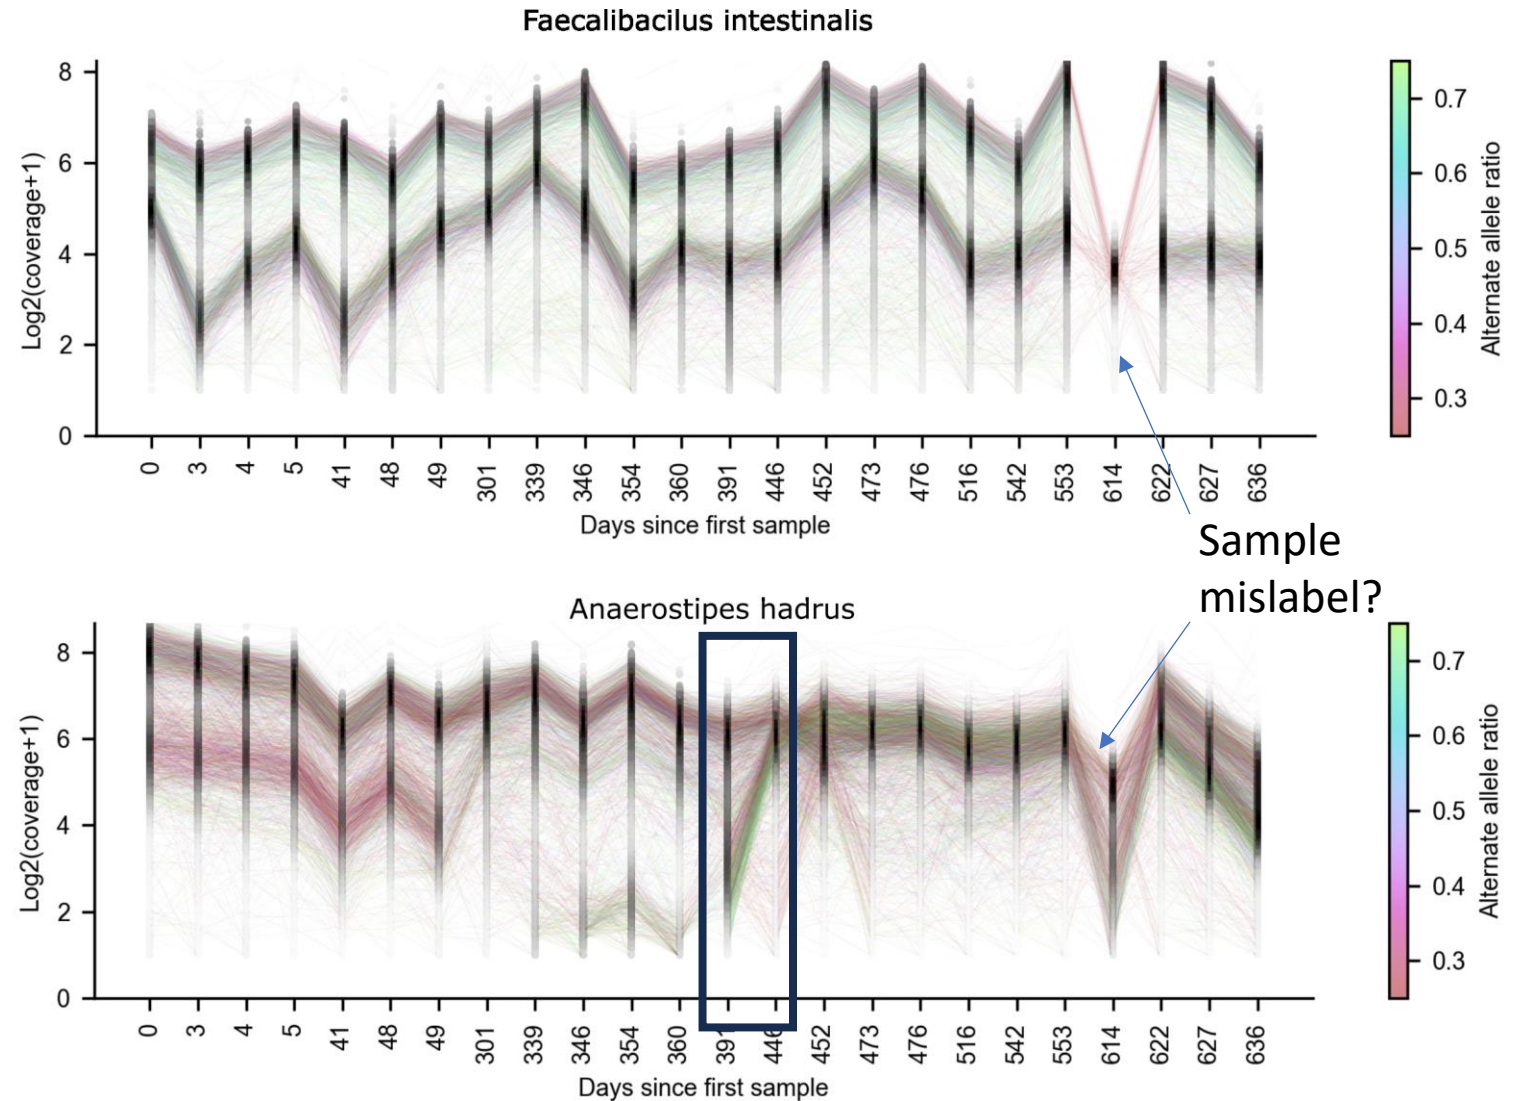 Faecalibacilus intestinalis
Log2(coverage+1)
8
6
4
2
0
0 3 4 5 41 48 49 301 339 346 354 360 391 446 452 473 476 516 542 553 614 622 627 636
Days since first sample
0.7
0.6
0.5
0.4
0.3
Alternate allele ratio
Sample
mislabel?
Anaerostipes hadrus
Log2(coverage+1)
8
6
4
2
0
0 3 4 5 41 48 49 301 339 346 354 360 391 446 452 473 476 516 542 553 614 622 627 636
Days since first sample
0.7
0.6
0.5
0.4
0.3
Alternate allele ratio